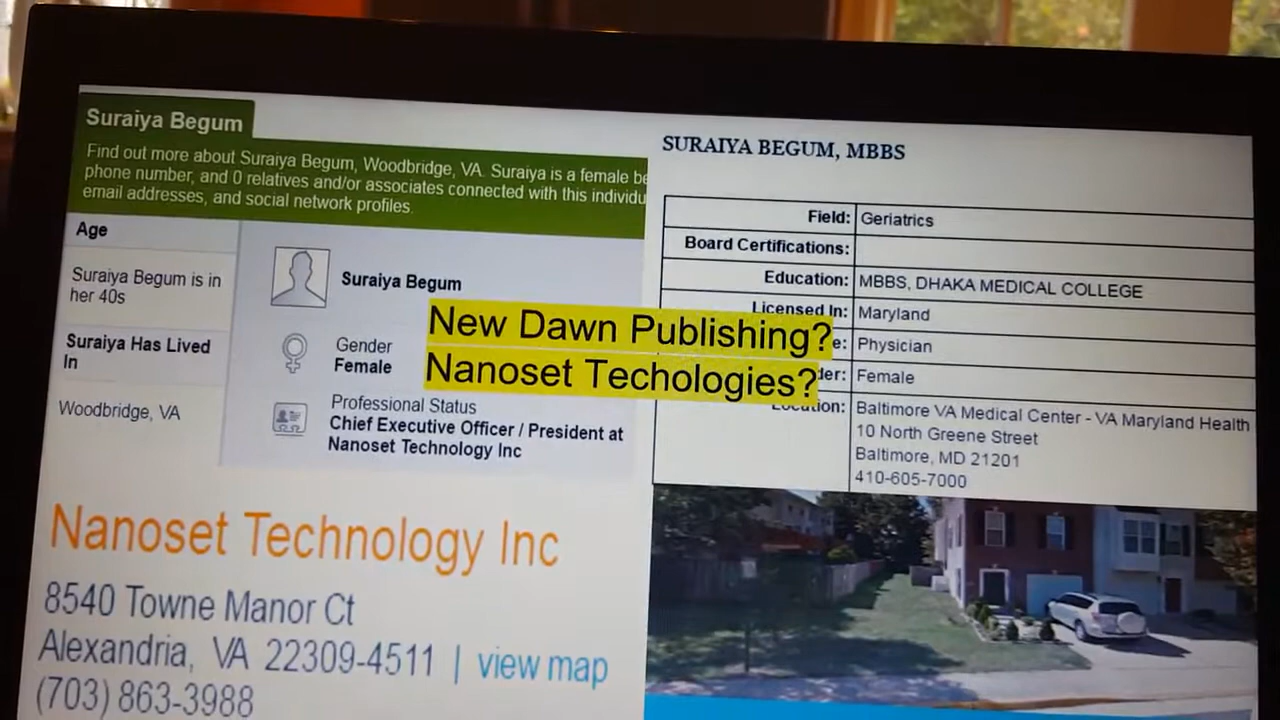 Suraiya Begum
Find out more about Suraiya Begum, Woodbridge, VA. Suraiya is a female be
phone number, and 0 relatives and/or associates connected with this individu
email addresses, and social network profiles.
Age
Suraiya Begum is in
her 40s
Suraiya Has Lived
In
Woodbridge, VA
Suraiya Begum
Gender
Female
Professional Status
Chief Executive Officer / President at
Nanoset Technology Inc
New Dawn Publishing?
Nanoset Techologies?
SURAIYA BEGUM, MBBS
Field: Geriatrics
Board Certifications:
Education: MBBS, DHAKA MEDICAL COLLEGE
Licensed In: Maryland
e: Physician
der: Female
Location: Baltimore VA Medical Center - VA Maryland Health
10 North Greene Street
Baltimore, MD 21201
410-605-7000
Nanoset Technology Inc
8540 Towne Manor Ct
Alexandria, VA 22309-4511 | view map
(703) 863-3988